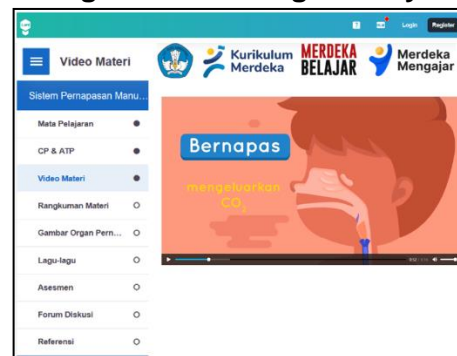 Login
Register
Video Materi
Kurikulum
Merdeka
MERDEKA
BELAJAR
Merdeka
Mengajar
Sistem Pernapasan Manu...
Mata Pelajaran
CP & ATP
Video Materi
Rangkuman Materi
Gambar Organ Pern...
Lagu-lagu
Asesmen
Forum Diskusi
Referensi
Bernapas
mengeluarkan
CO₂